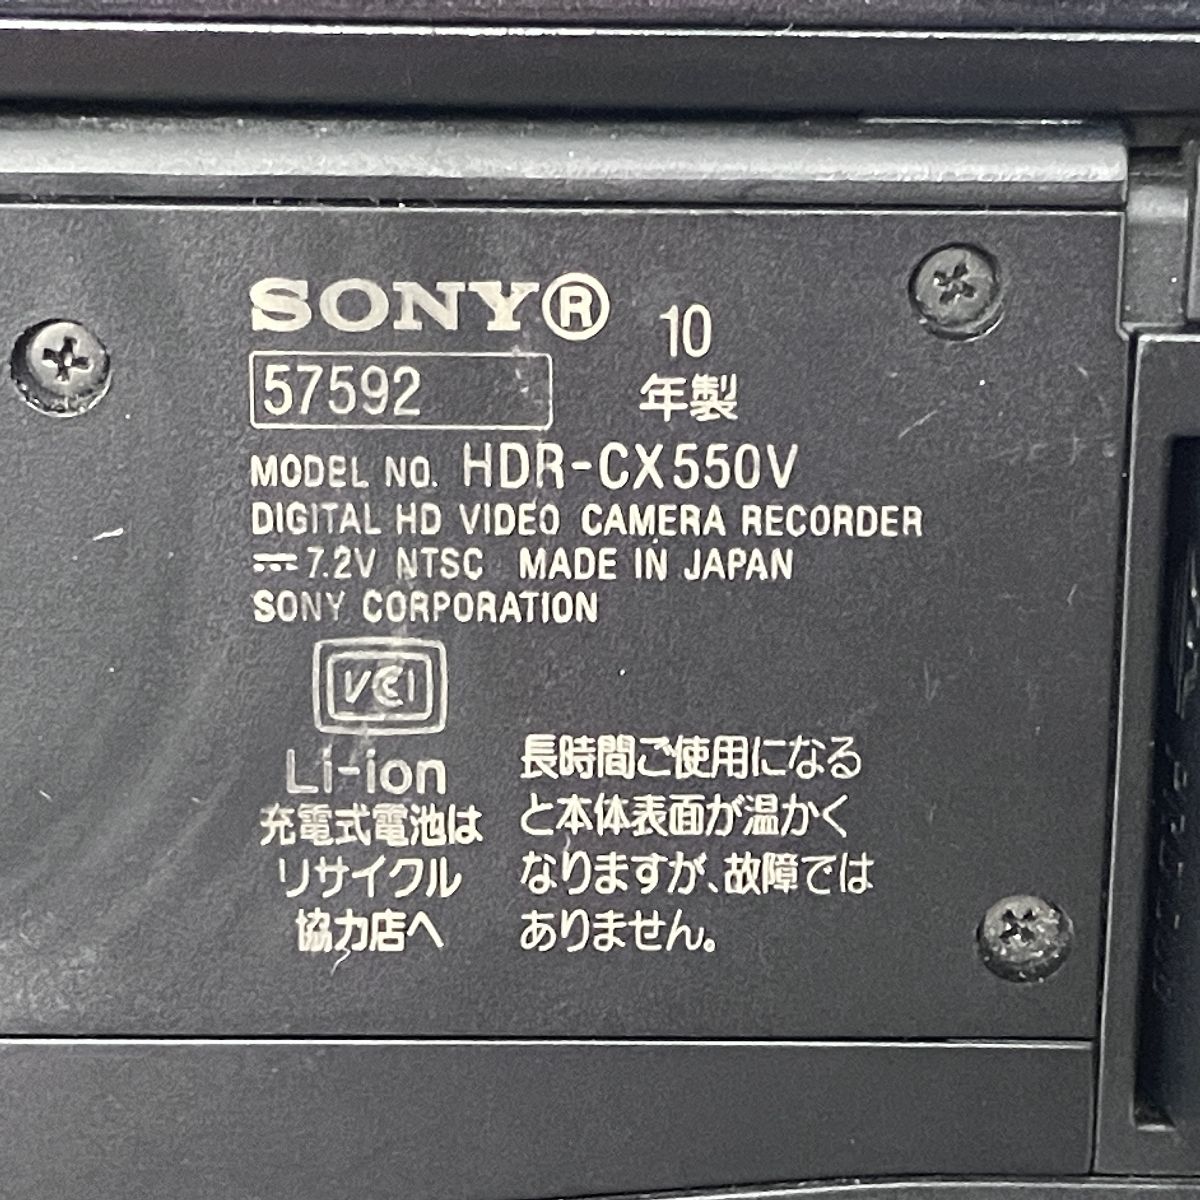 SONY®
10
年製
57592
MODEL NO. HDR-CX550V
DIGITAL HD VIDEO CAMERA RECORDER
⎓7.2V NTSC MADE IN JAPAN
SONY CORPORATION
VCI
Li-ion
充電式電池は
リサイクル
協力店へ
長時間ご使用になる
と本体表面が温かく
なりますが、故障では
ありません。